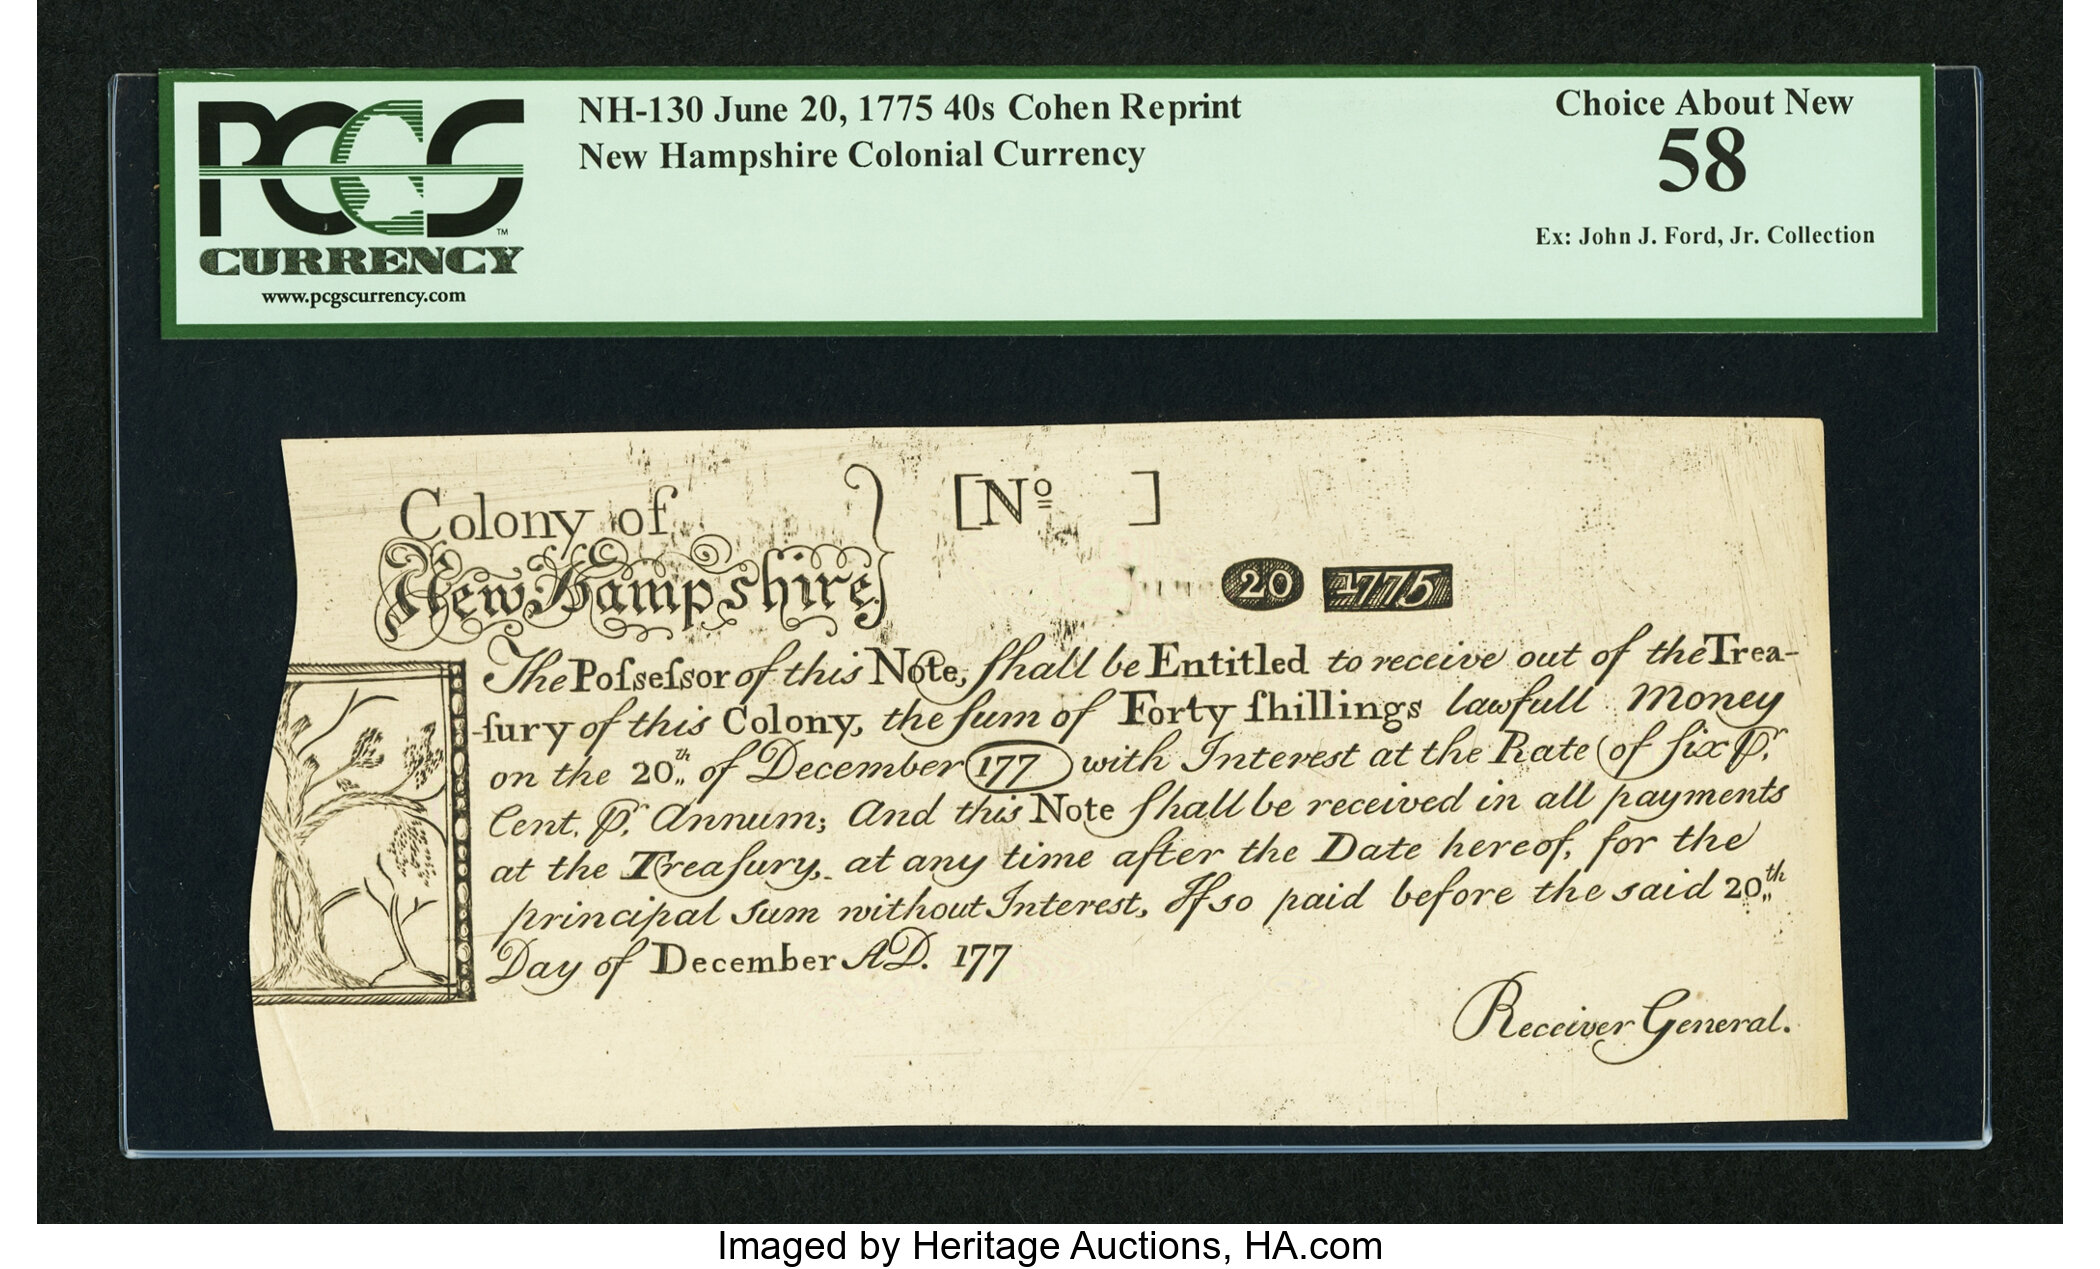 PCGS
™
CURRENCY
www.pcgscurrency.com
NH-130 June 20, 1775 40s Cohen Reprint
New Hampshire Colonial Currency
Choice About New
58
Ex: John J. Ford, Jr. Collection
Colony of
New Hampshire.
[Nº ]
June 20 1775
The Poſseſsor of this Note, ſhall be Entitled to receive out of the Trea-
-ſury of this Colony, the ſum of Forty ſhillings lawfull Money
on the 20th. of December 177 with Interest at the Rate of ſix Pr.
Cent. Pr. Annum; And this Note ſhall be received in all payments
at the Treaſury, at any time after the Date hereof, for the
principal sum without Interest, If so paid before the said 20th.
Day of December AD. 177
Receiver General.
Imaged by Heritage Auctions, HA.com